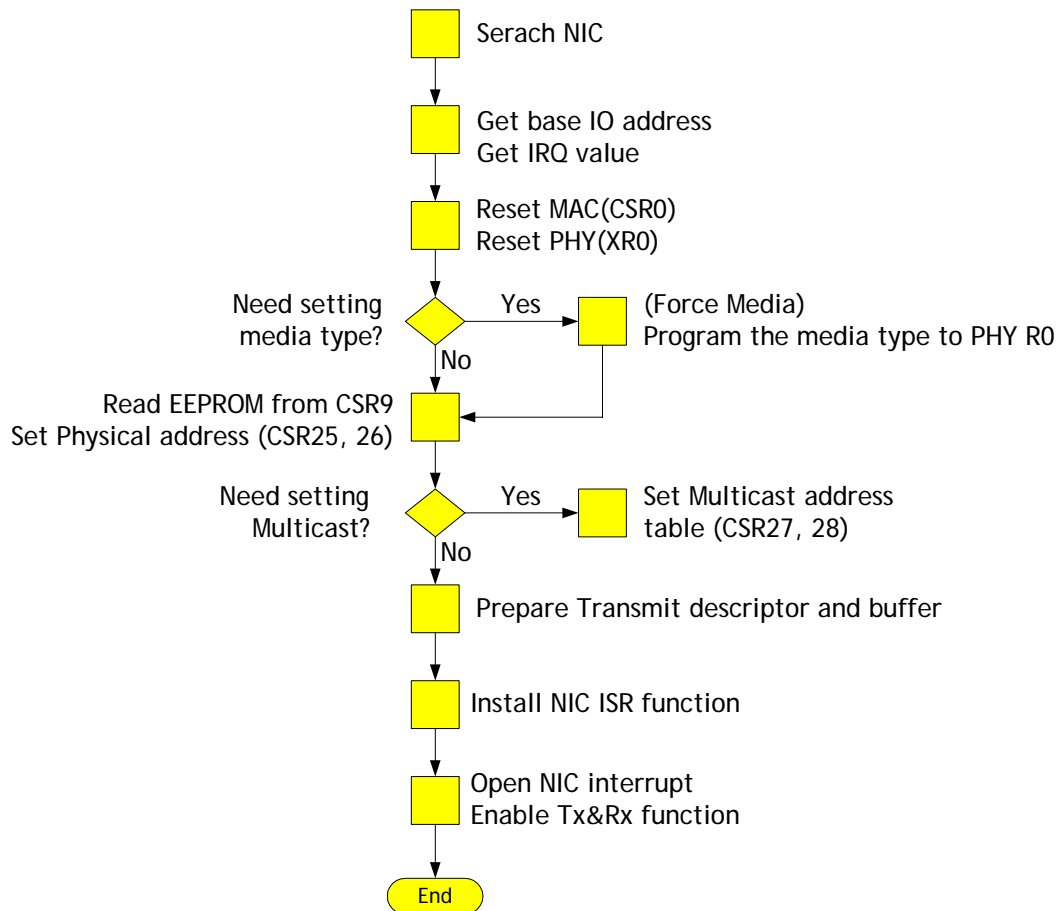 Serach NIC
Get base IO address
Get IRQ value
Reset MAC(CSR0)
Reset PHY(XR0)
Need setting
media type?
Yes
(Force Media)
Program the media type to PHY R0
No
Read EEPROM from CSR9
Set Physical address (CSR25, 26)
Need setting
Multicast?
Yes
Set Multicast address
table (CSR27, 28)
No
Prepare Transmit descriptor and buffer
Install NIC ISR function
Open NIC interrupt
Enable Tx&Rx function
End